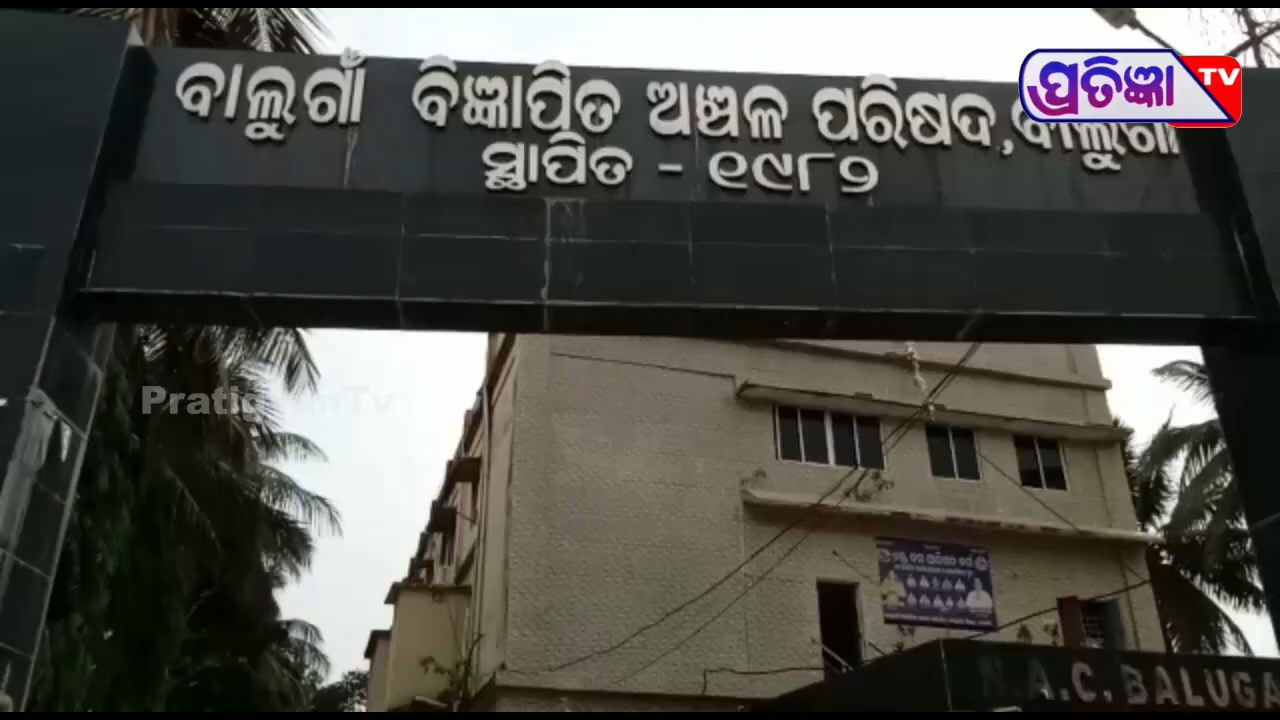 ବାଲୁଗାଁ ବିଜ୍ଞାପିତ ଅଞ୍ଚଳ ପରିଷଦ, ବାଲୁଗାଁ
ସ୍ଥାପିତ - ୧୯୮୨
ପ୍ରତିଜ୍ଞା TV
N.A.C, BALUGA